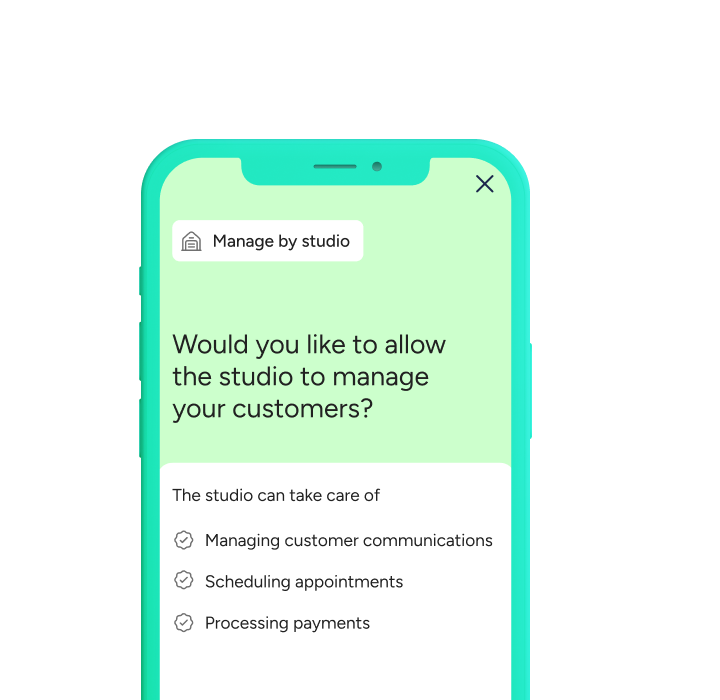 Manage by studio
Would you like to allow
the studio to manage
your customers?
The studio can take care of
Managing customer communications
Scheduling appointments
Processing payments